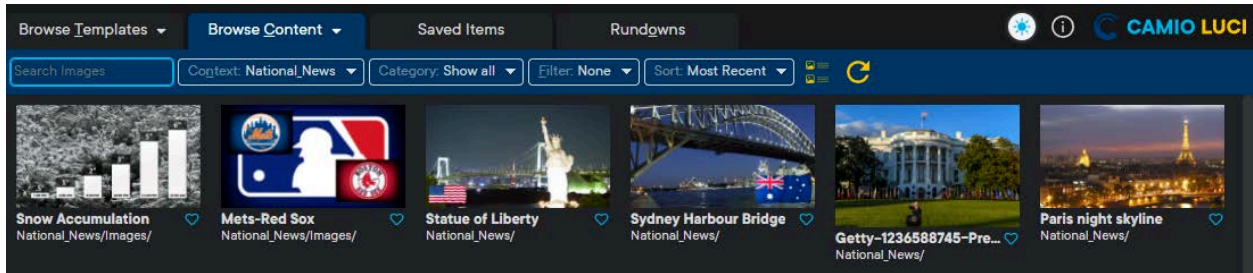 Browse Templates
Browse Content
Saved Items
Rundowns
CAMIO LUCI
Search Images
Context: National_News
Category: Show all
Filter: None
Sort: Most Recent
Mets
Snow Accumulation
National_News/Images/
Mets-Red Sox
National_News/Images/
Statue of Liberty
National_News/
Sydney Harbour Bridge
National_News/
Getty-1236588745-Pre...
National_News/
Paris night skyline
National_News/